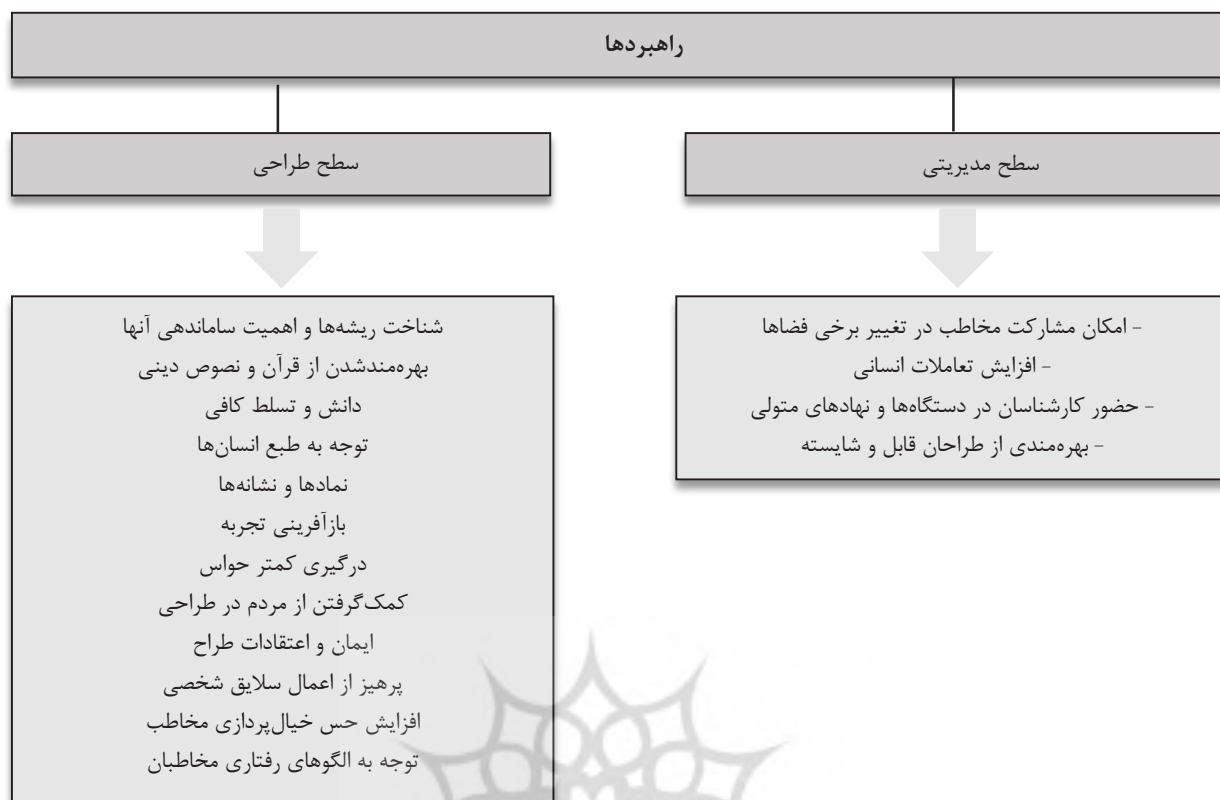 راهبردها
سطح مدیریتی
- امکان مشارکت مخاطب در تغییر برخی فضاها
- افزایش تعاملات انسانی
- حضور کارشناسان در دستگاه‌ها و نهادهای متولی
- بهره‌مندی از طراحان قابل و شایسته
سطح طراحی
شناخت ریشه‌ها و اهمیت ساماندهی آنها
بهره‌مندشدن از قرآن و نصوص دینی
دانش و تسلط کافی
توجه به طبع انسان‌ها
نمادها و نشانه‌ها
بازآفرینی تجربه
درگیری کمتر حواس
کمک‌گرفتن از مردم در طراحی
ایمان و اعتقادات طراح
پرهیز از اعمال سلایق شخصی
افزایش حس خیال‌پردازی مخاطب
توجه به الگوهای رفتاری مخاطبان